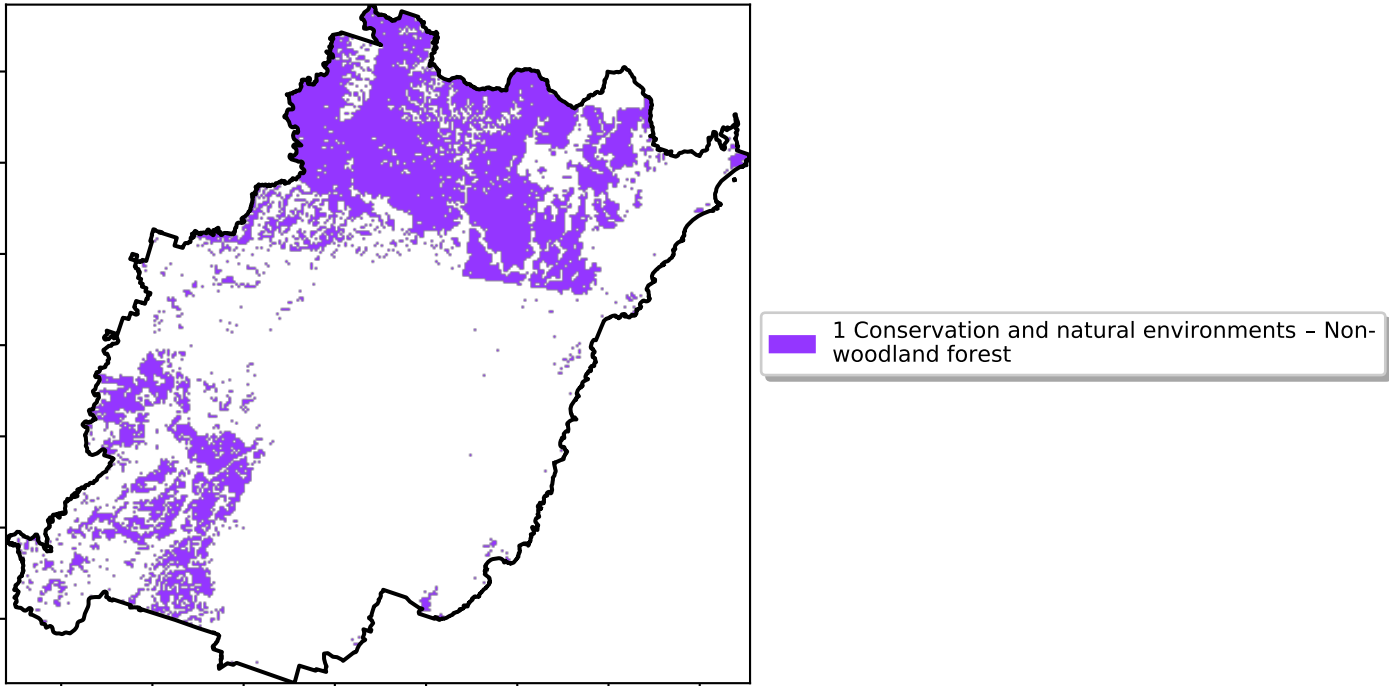 1 Conservation and natural environments – Non-
woodland forest